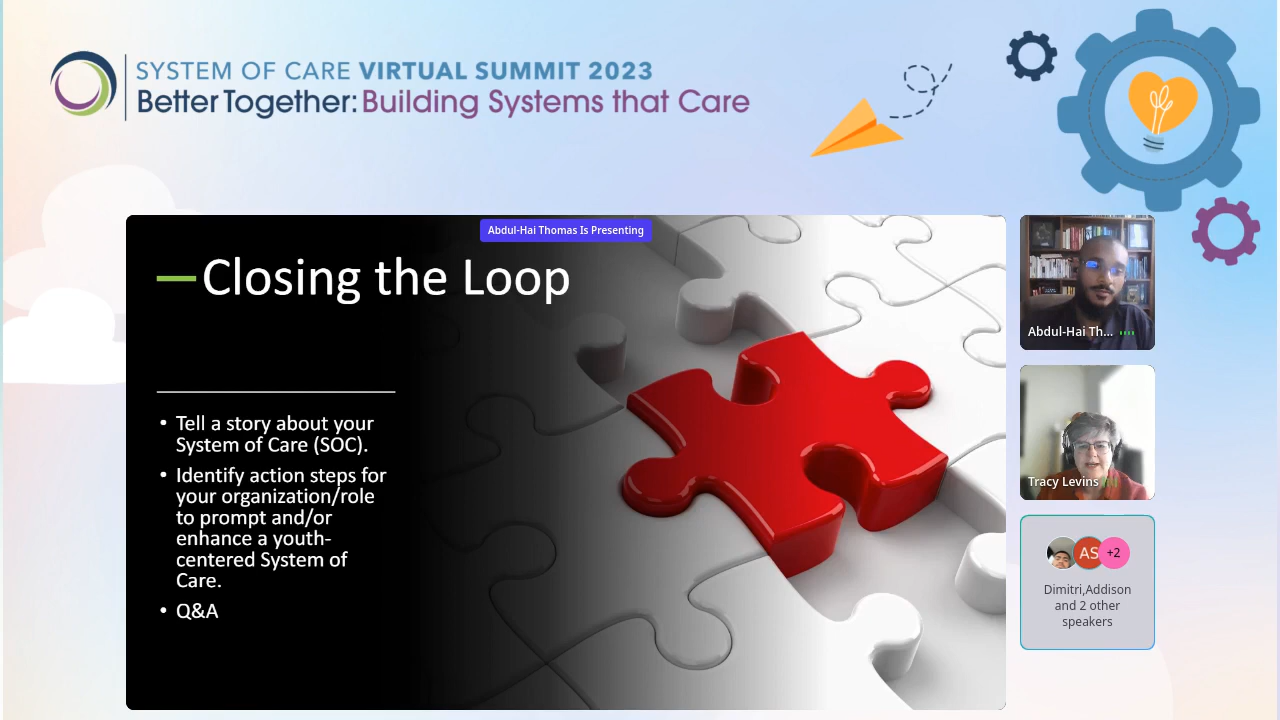 SYSTEM OF CARE VIRTUAL SUMMIT 2023
Better Together: Building Systems that Care
Abdul-Hai Thomas Is Presenting
Closing the Loop
• Tell a story about your
System of Care (SOC).
• Identify action steps for
your organization/role
to prompt and/or
enhance a youth-
centered System of
Care.
• Q&A
Abdul-Hai Th...
Tracy Levins
AS
+2
Dimitri,Addison
and 2 other
speakers